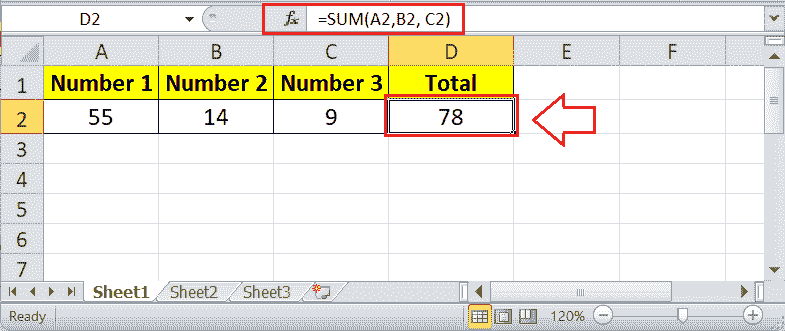 D2 fx =SUM(A2,B2, C2)
A B C D E F
1 Number 1 Number 2 Number 3 Total
2 55 14 9 78
3
4
5
6
7
Sheet1 Sheet2 Sheet3
Ready 120%